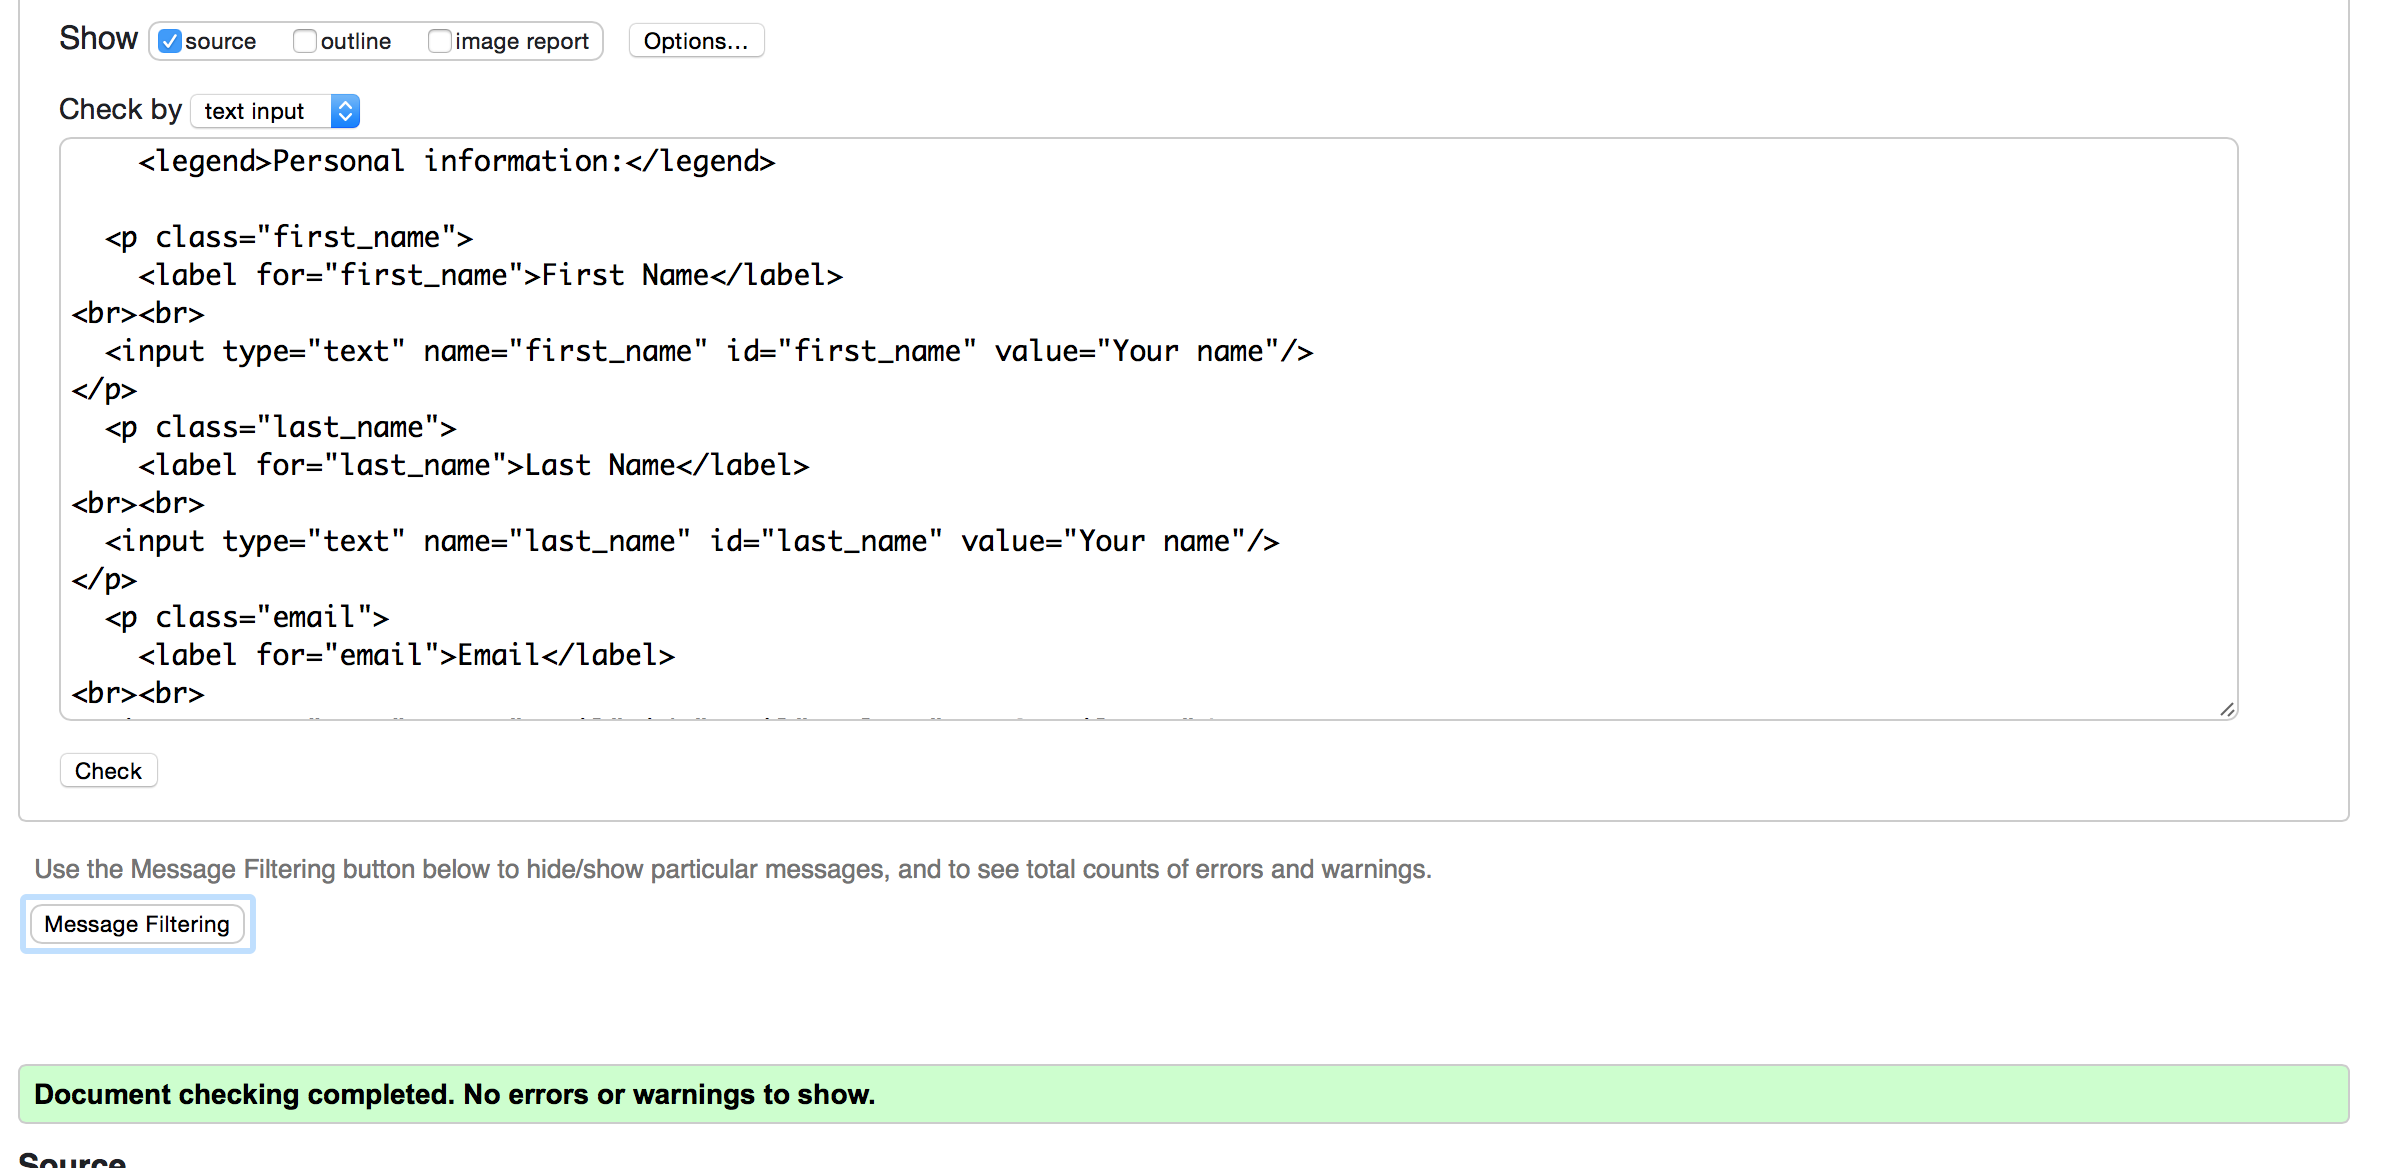 Show source outline image report Options...
Check by text input
<legend>Personal information:</legend>
<p class="first_name">
<label for="first_name">First Name</label>
<br><br>
<input type="text" name="first_name" id="first_name" value="Your name"/>
</p>
<p class="last_name">
<label for="last_name">Last Name</label>
<br><br>
<input type="text" name="last_name" id="last_name" value="Your name"/>
</p>
<p class="email">
<label for="email">Email</label>
<br><br>
Check
Use the Message Filtering button below to hide/show particular messages, and to see total counts of errors and warnings.
Message Filtering
Document checking completed. No errors or warnings to show.
Source